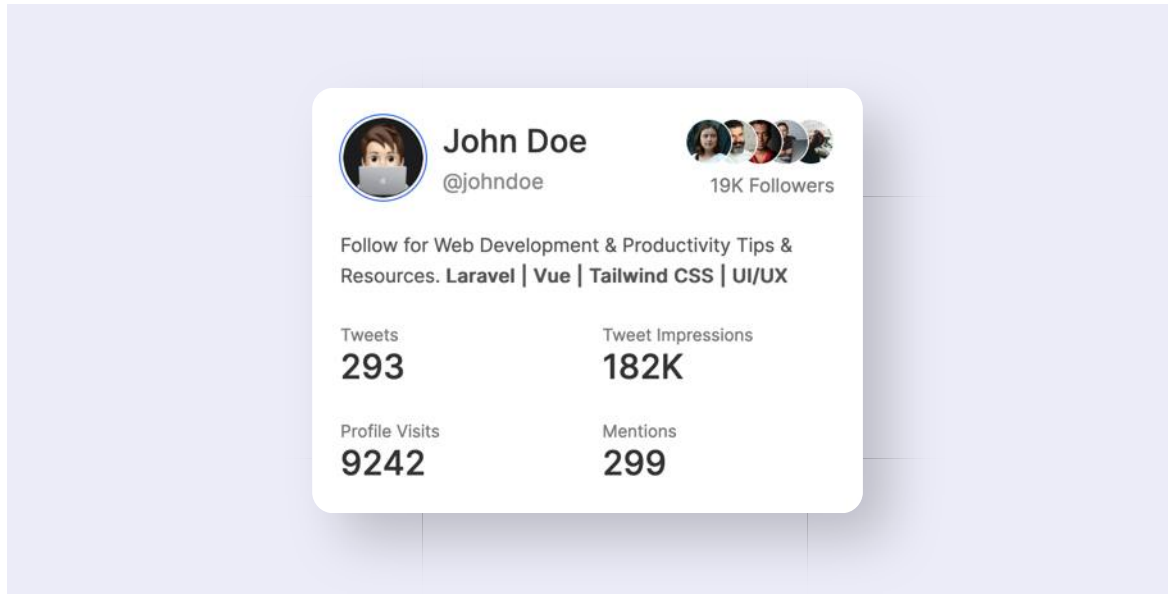 John Doe
@johndoe
19K Followers
Follow for Web Development & Productivity Tips &
Resources. Laravel | Vue | Tailwind CSS | UI/UX
Tweets
293
Tweet Impressions
182K
Profile Visits
9242
Mentions
299